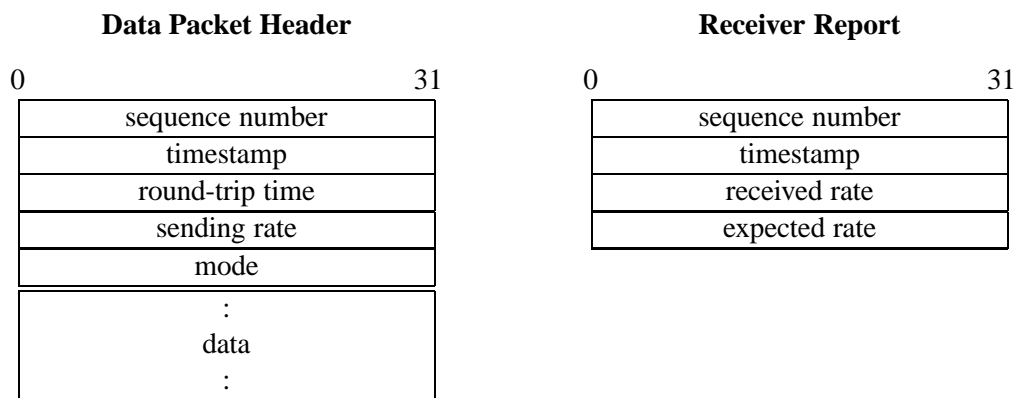 Data Packet Header
0 31
sequence number
timestamp
round-trip time
sending rate
mode
:
data
:
Receiver Report
0 31
sequence number
timestamp
received rate
expected rate